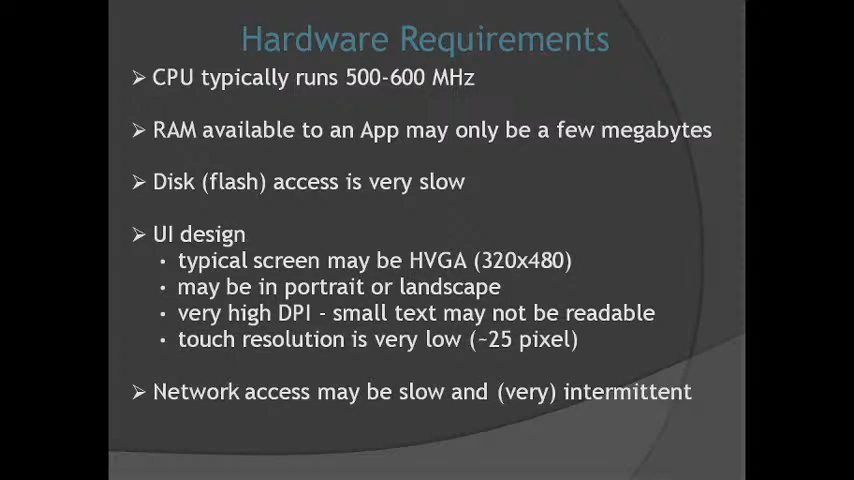 Hardware Requirements
➢ CPU typically runs 500-600 MHz
➢ RAM available to an App may only be a few megabytes
➢ Disk (flash) access is very slow
➢ UI design
• typical screen may be HVGA (320x480)
• may be in portrait or landscape
• very high DPI - small text may not be readable
• touch resolution is very low (~25 pixel)
➢ Network access may be slow and (very) intermittent